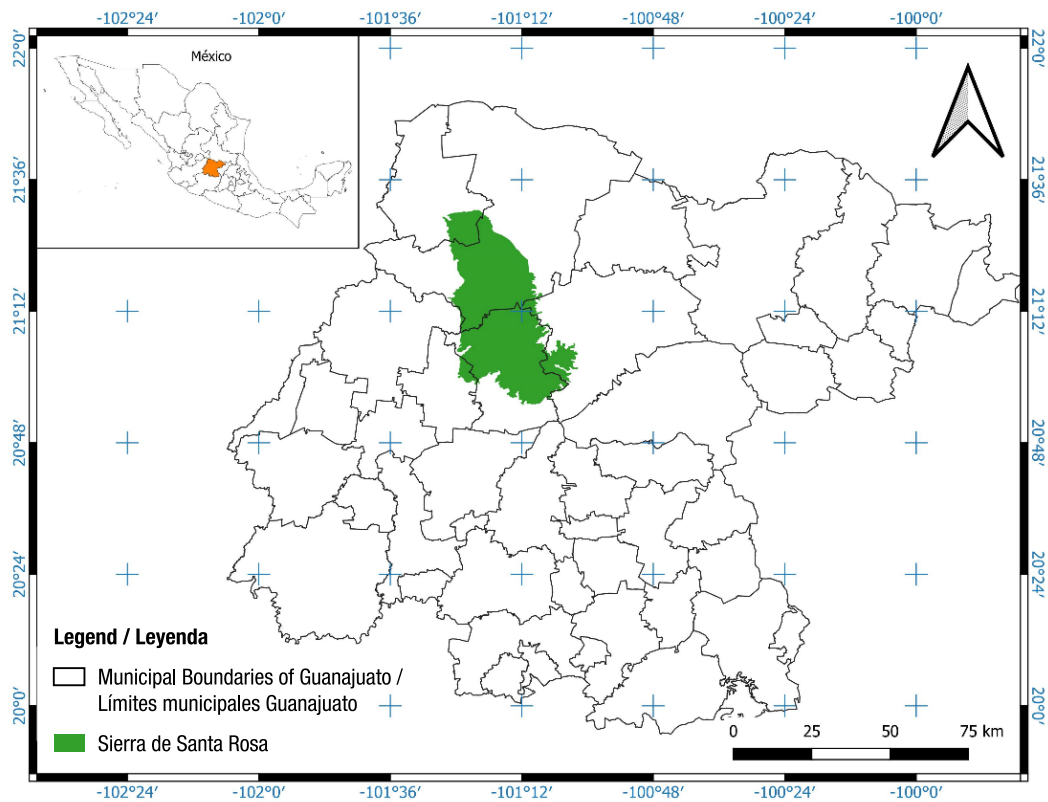 -102°24' -102°0' -101°36' -101°12' -100°48' -100°24' -100°0'
22°0' 22°0'
México
21°36' 21°36'
21°12' 21°12'
20°48' 20°48'
20°24' 20°24'
20°0' 20°0'
Legend / Leyenda
Municipal Boundaries of Guanajuato /
Límites municipales Guanajuato
Sierra de Santa Rosa
0 25 50 75 km
-102°24' -102°0' -101°36' -101°12' -100°48' -100°24' -100°0'